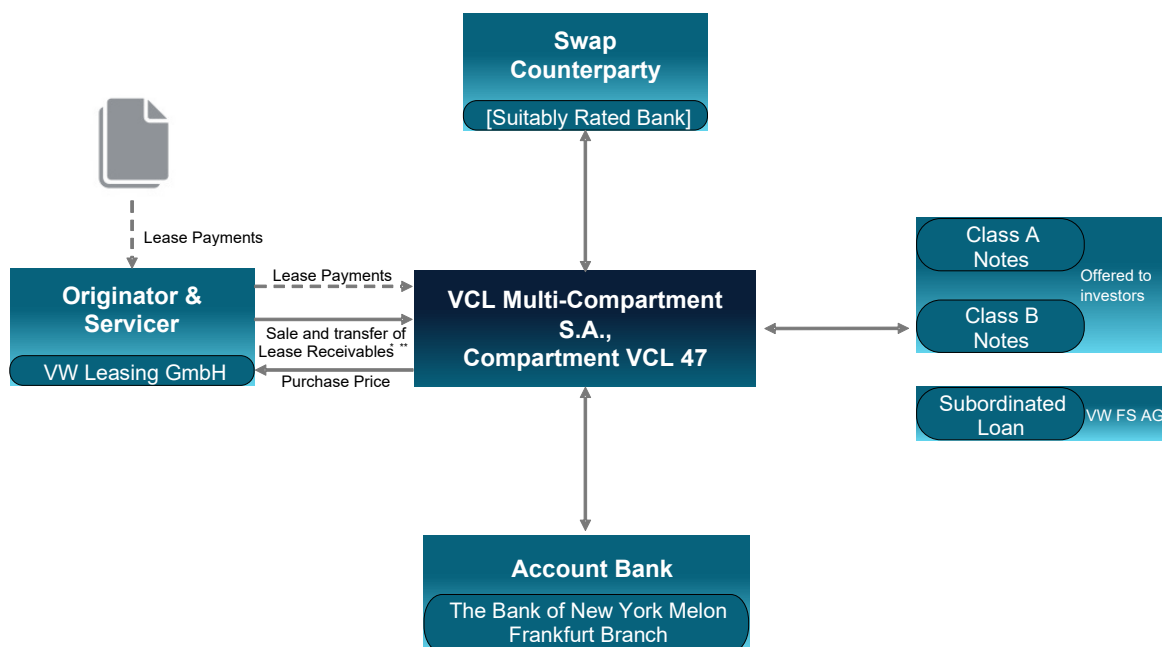 Swap
Counterparty
[Suitably Rated Bank]
Lease Payments
Originator &
Servicer
VW Leasing GmbH
Lease Payments
Sale and transfer of
Lease Receivables* **
Purchase Price
VCL Multi-Compartment
S.A.,
Compartment VCL 47
Class A
Notes
Class B
Notes
Offered to
investors
Subordinated
Loan
VW FS AG
Account Bank
The Bank of New York Melon
Frankfurt Branch